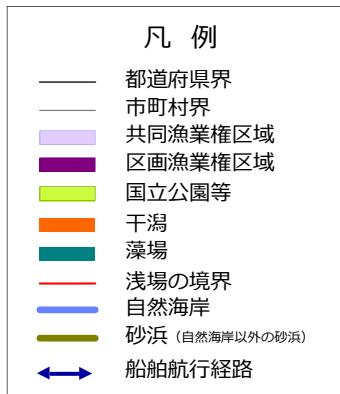 凡 例
都道府県界
市町村界
共同漁業権区域
区画漁業権区域
国立公園等
干潟
藻場
浅場の境界
自然海岸
砂浜（自然海岸以外の砂浜）
船舶航行経路